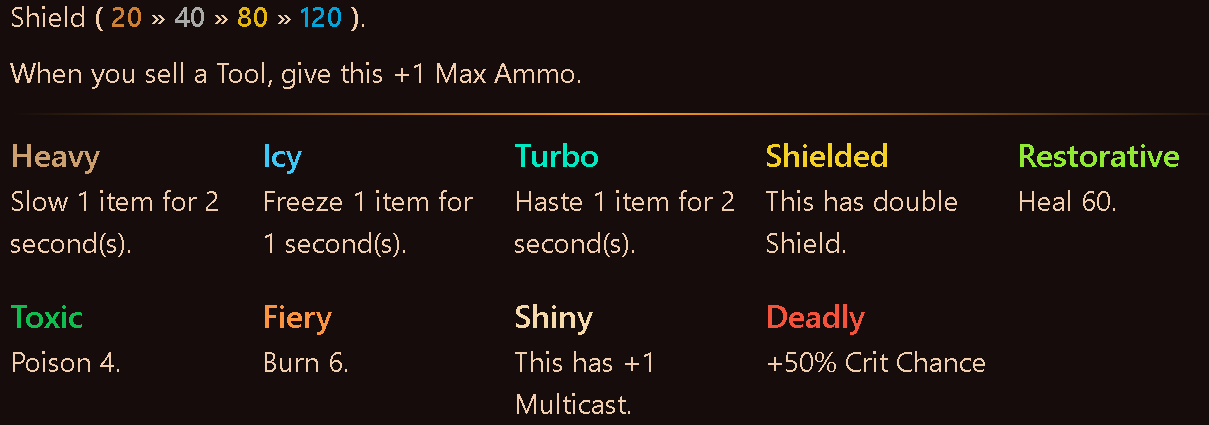 Shield ( 20 » 40 » 80 » 120 ).
When you sell a Tool, give this +1 Max Ammo.
Heavy
Slow 1 item for 2
second(s).
Icy
Freeze 1 item for
1 second(s).
Turbo
Haste 1 item for 2
second(s).
Shielded
This has double
Shield.
Restorative
Heal 60.
Toxic
Poison 4.
Fiery
Burn 6.
Shiny
This has +1
Multicast.
Deadly
+50% Crit Chance